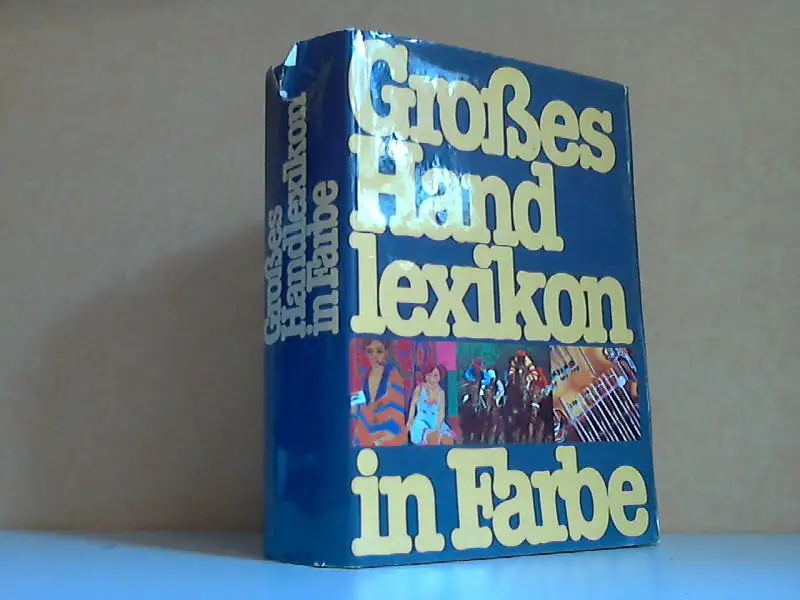 Großes
Handlexikon
in Farbe
Großes
Hand
lexikon
in Farbe